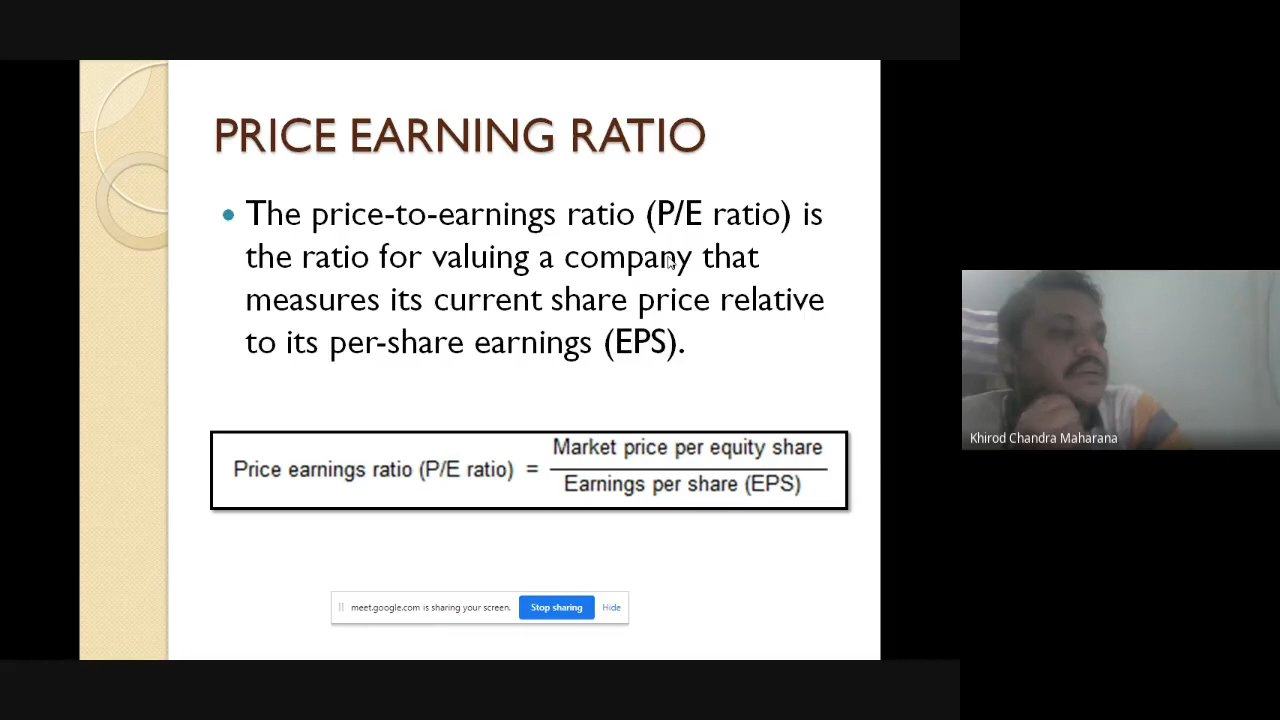 PRICE EARNING RATIO
• The price-to-earnings ratio (P/E ratio) is
the ratio for valuing a company that
measures its current share price relative
to its per-share earnings (EPS).
Price earnings ratio (P/E ratio) = Market price per equity share
Earnings per share (EPS)
meet.google.com is sharing your screen. Stop sharing Hide
Khirod Chandra Maharana